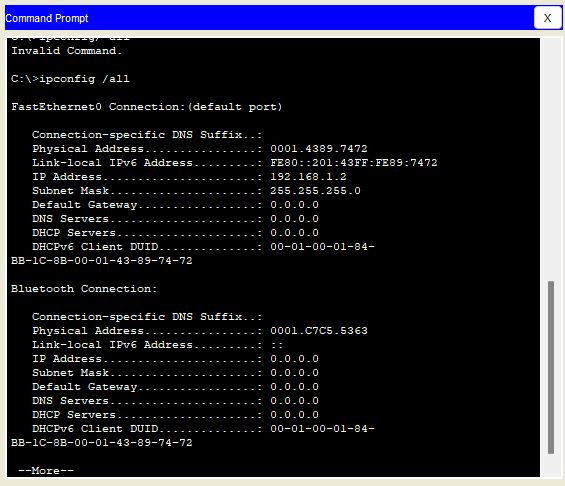 Command Prompt
X
C:\>ipconfig /all
Invalid Command.
C:\>ipconfig /all
FastEthernet0 Connection:(default port)
Connection-specific DNS Suffix..:
Physical Address................: 0001.4389.7472
Link-local IPv6 Address.........: FE80::201:43FF:FE89:7472
IP Address......................: 192.168.1.2
Subnet Mask.....................: 255.255.255.0
Default Gateway.................: 0.0.0.0
DNS Servers.....................: 0.0.0.0
DHCP Servers....................: 0.0.0.0
DHCPv6 Client DUID..............: 00-01-00-01-84-
BB-1C-8B-00-01-43-89-74-72
Bluetooth Connection:
Connection-specific DNS Suffix..:
Physical Address................: 0001.C7C5.5363
Link-local IPv6 Address.........: ::
IP Address......................: 0.0.0.0
Subnet Mask.....................: 0.0.0.0
Default Gateway.................: 0.0.0.0
DNS Servers.....................: 0.0.0.0
DHCP Servers....................: 0.0.0.0
DHCPv6 Client DUID..............: 00-01-00-01-84-
BB-1C-8B-00-01-43-89-74-72
--More--